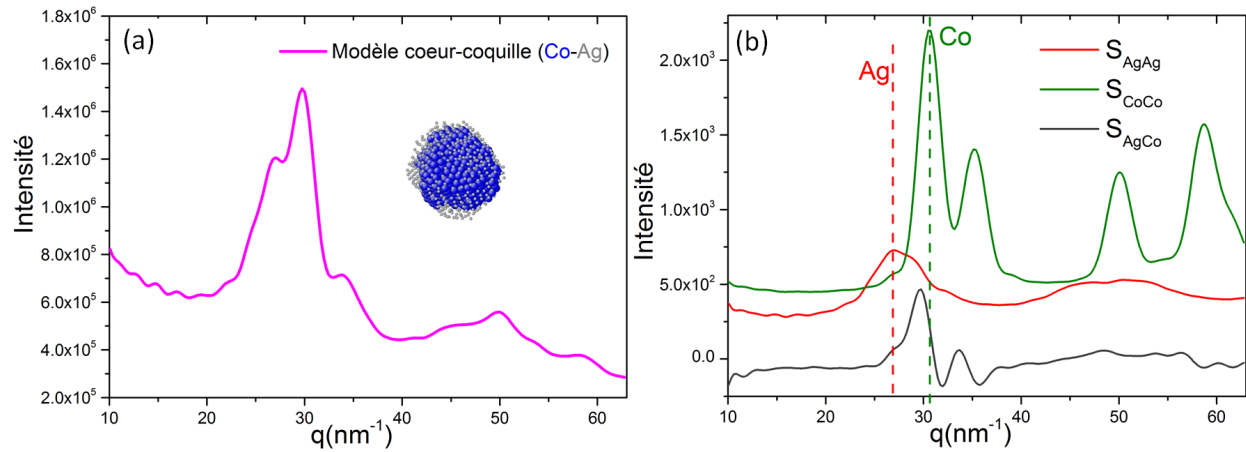 (a)
Modèle coeur-coquille (Co-Ag)
Intensité
1.8x10⁶
1.6x10⁶
1.4x10⁶
1.2x10⁶
1.0x10⁶
8.0x10⁵
6.0x10⁵
4.0x10⁵
2.0x10⁵
10 20 30 40 50 60
q(nm⁻¹)
(b)
Ag
Co
S_AgAg
S_CoCo
S_AgCo
Intensité
2.0x10³
1.5x10³
1.0x10³
5.0x10²
0.0
10 20 30 40 50 60
q(nm⁻¹)